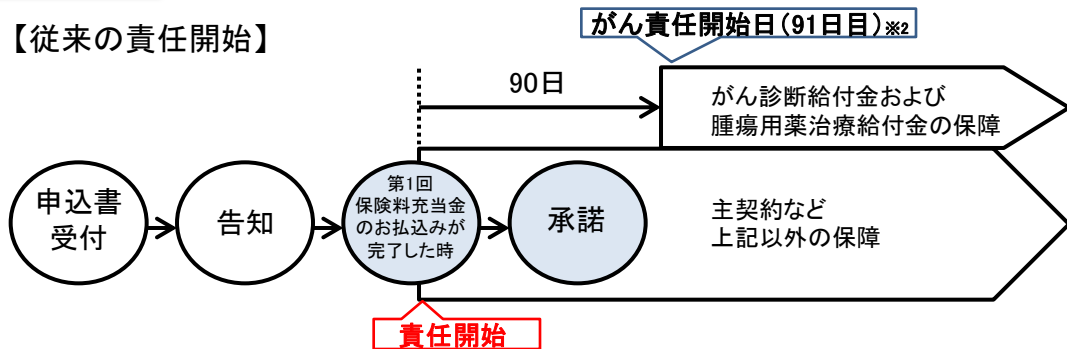 【従来の責任開始】
がん責任開始日(91日目)※2
90日
がん診断給付金および
腫瘍用薬治療給付金の保障
申込書
受付
告知
第1回
保険料充当金
のお払込みが
完了した時
承諾
主契約など
上記以外の保障
責任開始